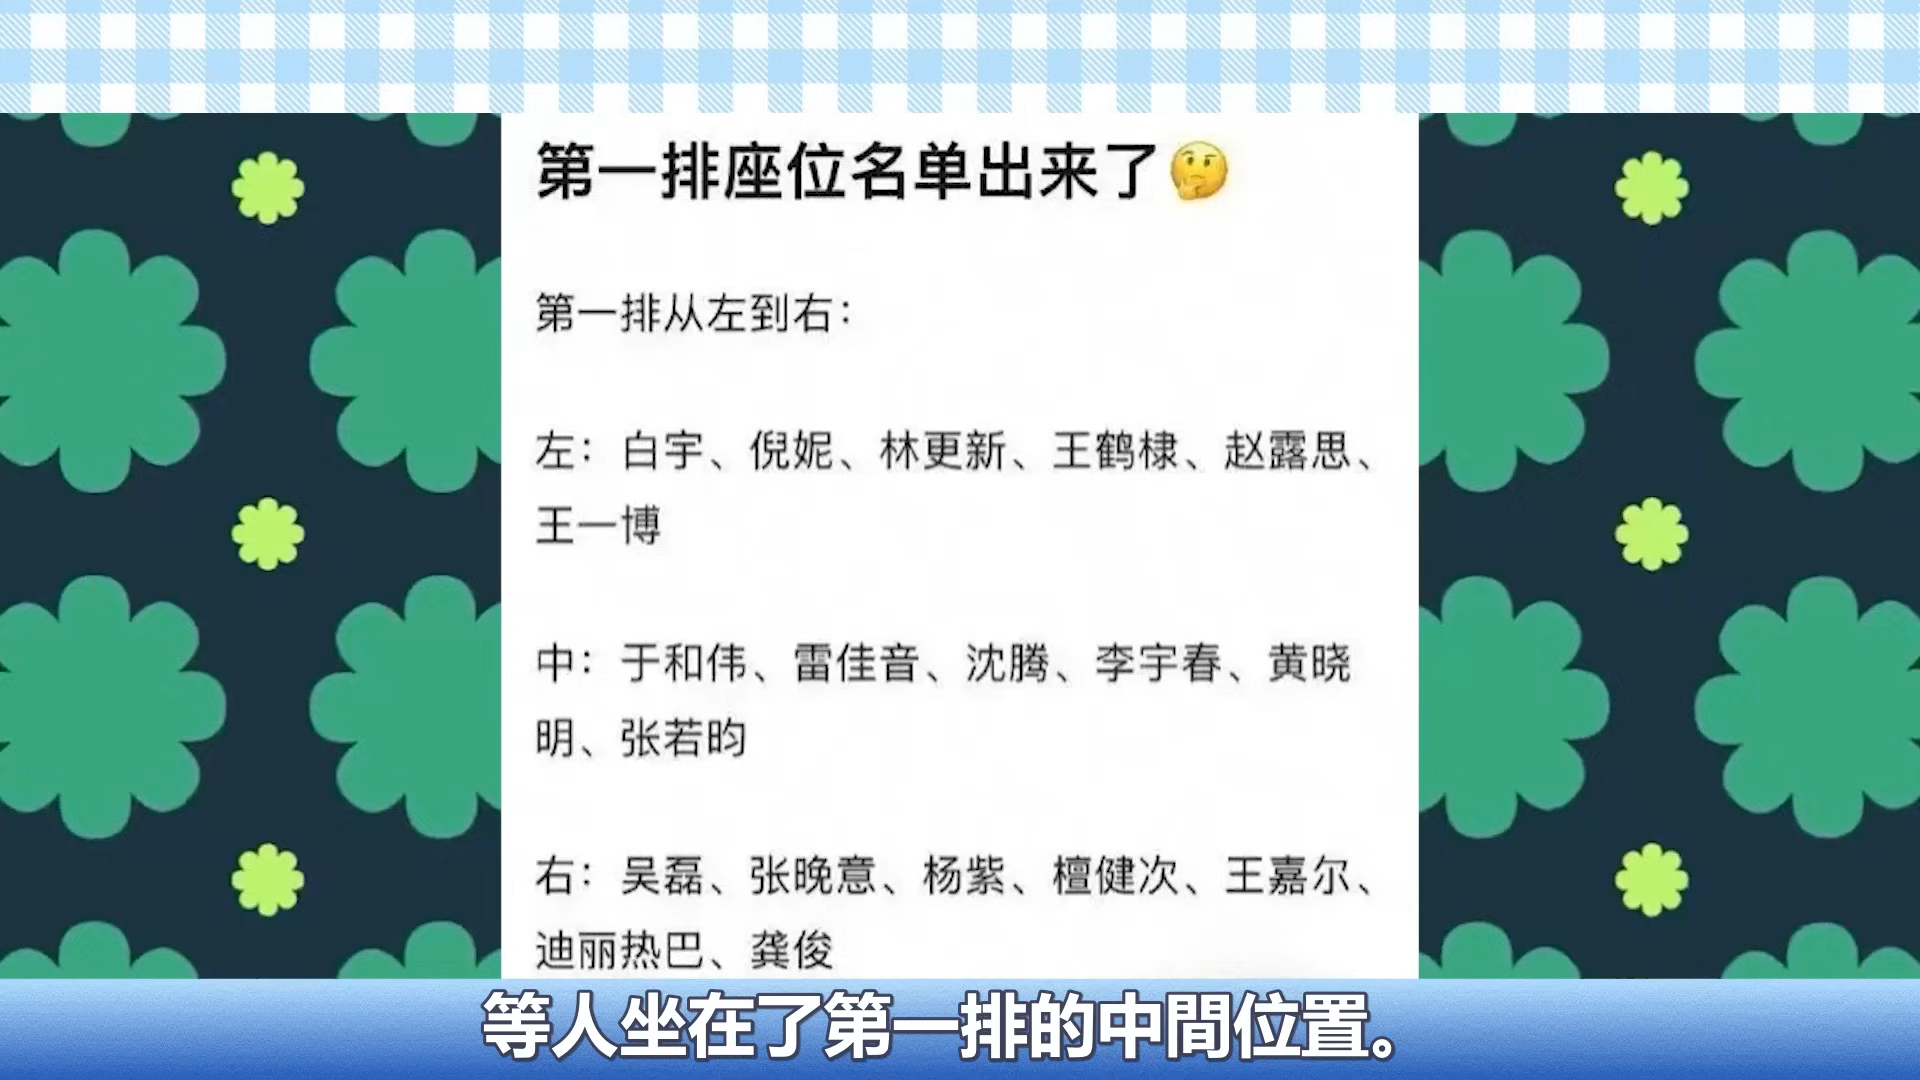 第一排座位名单出来了🤔
第一排从左到右：
左：白宇、倪妮、林更新、王鹤棣、赵露思、
王一博
中：于和伟、雷佳音、沈腾、李宇春、黄晓
明、张若昀
右：吴磊、张晚意、杨紫、檀健次、王嘉尔、
迪丽热巴、龚俊
等人坐在了第一排的中間位置。